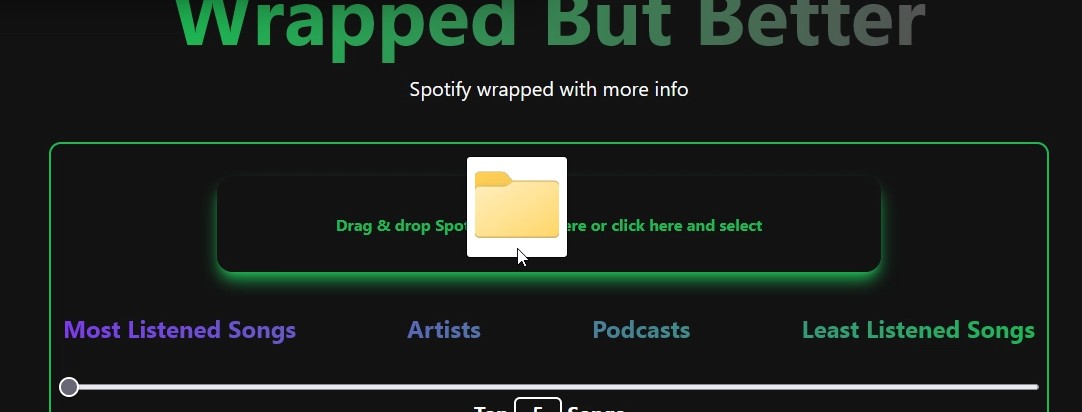 Wrapped But Better
Spotify wrapped with more info
Drag & drop Spot ere or click here and select
Most Listened Songs Artists Podcasts Least Listened Songs
Top 5 Songs